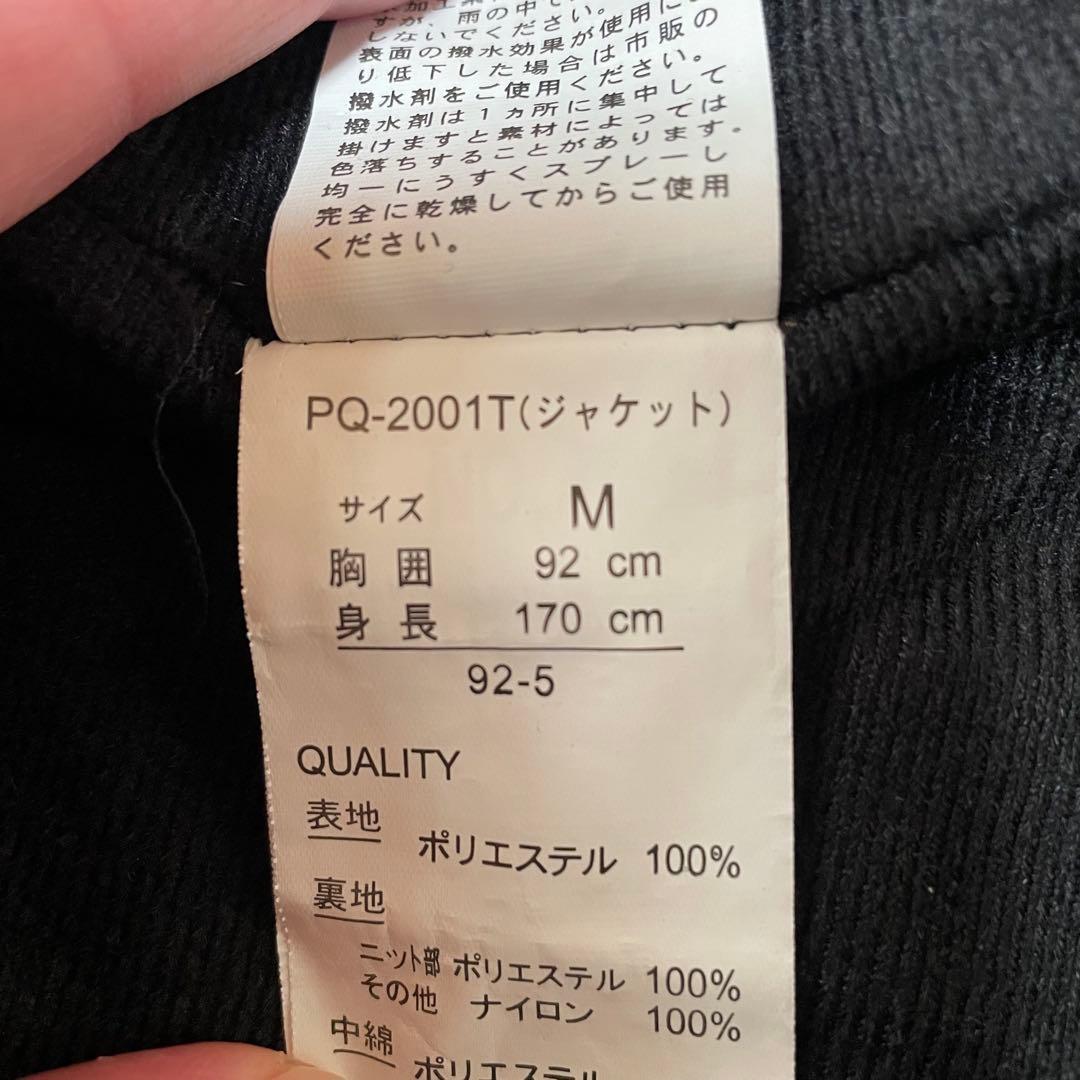 すが、雨の中で
しないでください。
表面の撥水効果が使用に
り低下した場合は市販の
撥水剤をご使用ください。
撥水剤は1ヵ所に集中して
掛けますと素材によっては
色落ちすることがあります。
均一にうすくスプレーし
完全に乾燥してからご使用
ください。
PQ-2001T(ジャケット)
サイズ M
胸 囲 92 cm
身 長 170 cm
92-5
QUALITY
表地
ポリエステル 100%
裏地
ニット部 ポリエステル 100%
その他 ナイロン 100%
中綿
ポリエステル